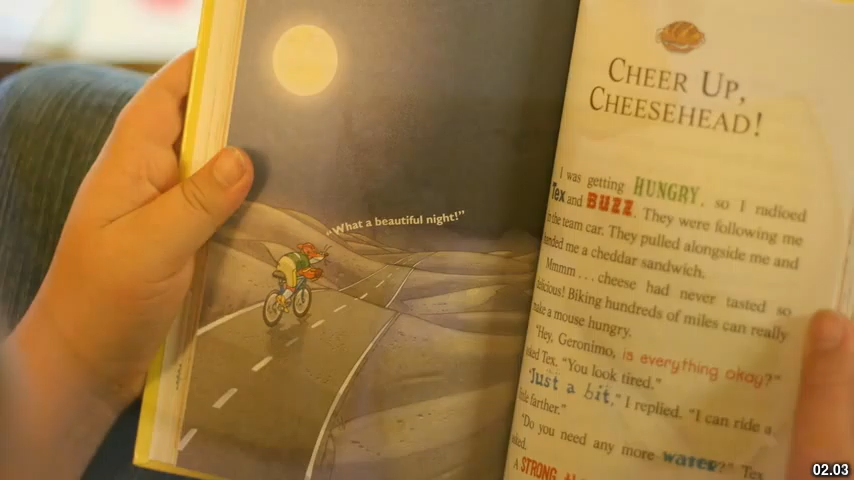 "What a beautiful night!"
CHEER UP,
CHEESEHEAD!
I was getting HUNGRY, so I radioed
Tex and BUZZ. They were following me
in the team car. They pulled alongside me and
handed me a cheddar sandwich.
Mmmm . . . cheese had never tasted so
delicious! Biking hundreds of miles can really
make a mouse hungry.
"Hey, Geronimo, is everything okay?"
asked Tex. "You look tired."
"Just a bit," I replied. "I can ride a
little farther."
"Do you need any more water?" Tex
asked.
A STRONG
02.03